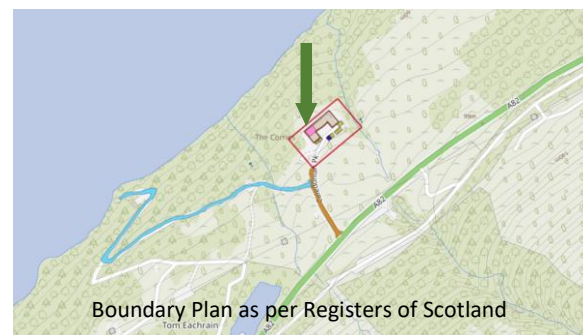 The Corrie
A82
A82
Boundary Plan as per Registers of Scotland
Tom Eachrain